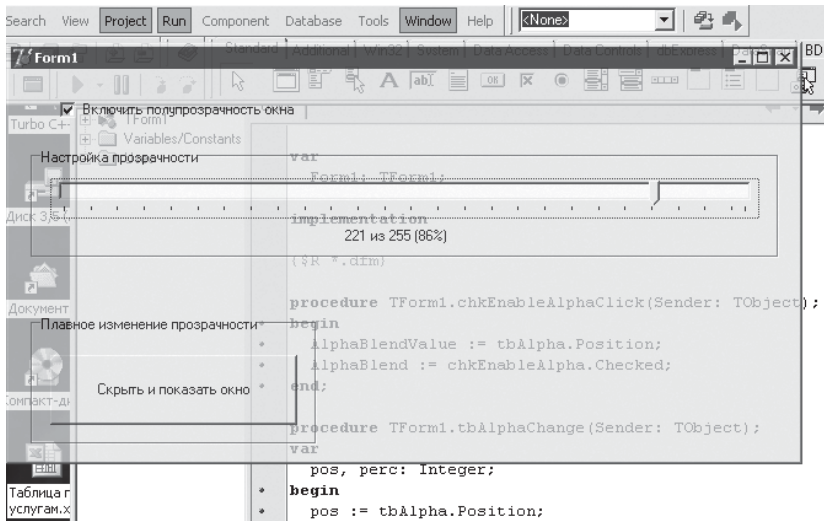 Search View Project Run Component Database Tools Window Help <None>
Standard Additional Win32 System Data Access Data Controls dbExpress BD
Form1
Включить полупрозрачность окна
Turbo C+
TForm1
Variables/Constants
Настройка прозрачности
var
Form1: TForm1;
Диск 3,5 (
implementation
221 из 255 (86%)
($R *.dfm)
Документ
procedure TForm1.chkEnableAlphaClick(Sender: TObject);
Плавное изменение прозрачности
begin
AlphaBlendValue := tbAlpha.Position;
AlphaBlend := chkEnableAlpha.Checked;
Скрыть и показать окно
end;
Компакт-ди
procedure TForm1.tbAlphaChange(Sender: TObject);
var
pos, perc: Integer;
Таблица г
begin
услугам.x
pos := tbAlpha.Position;